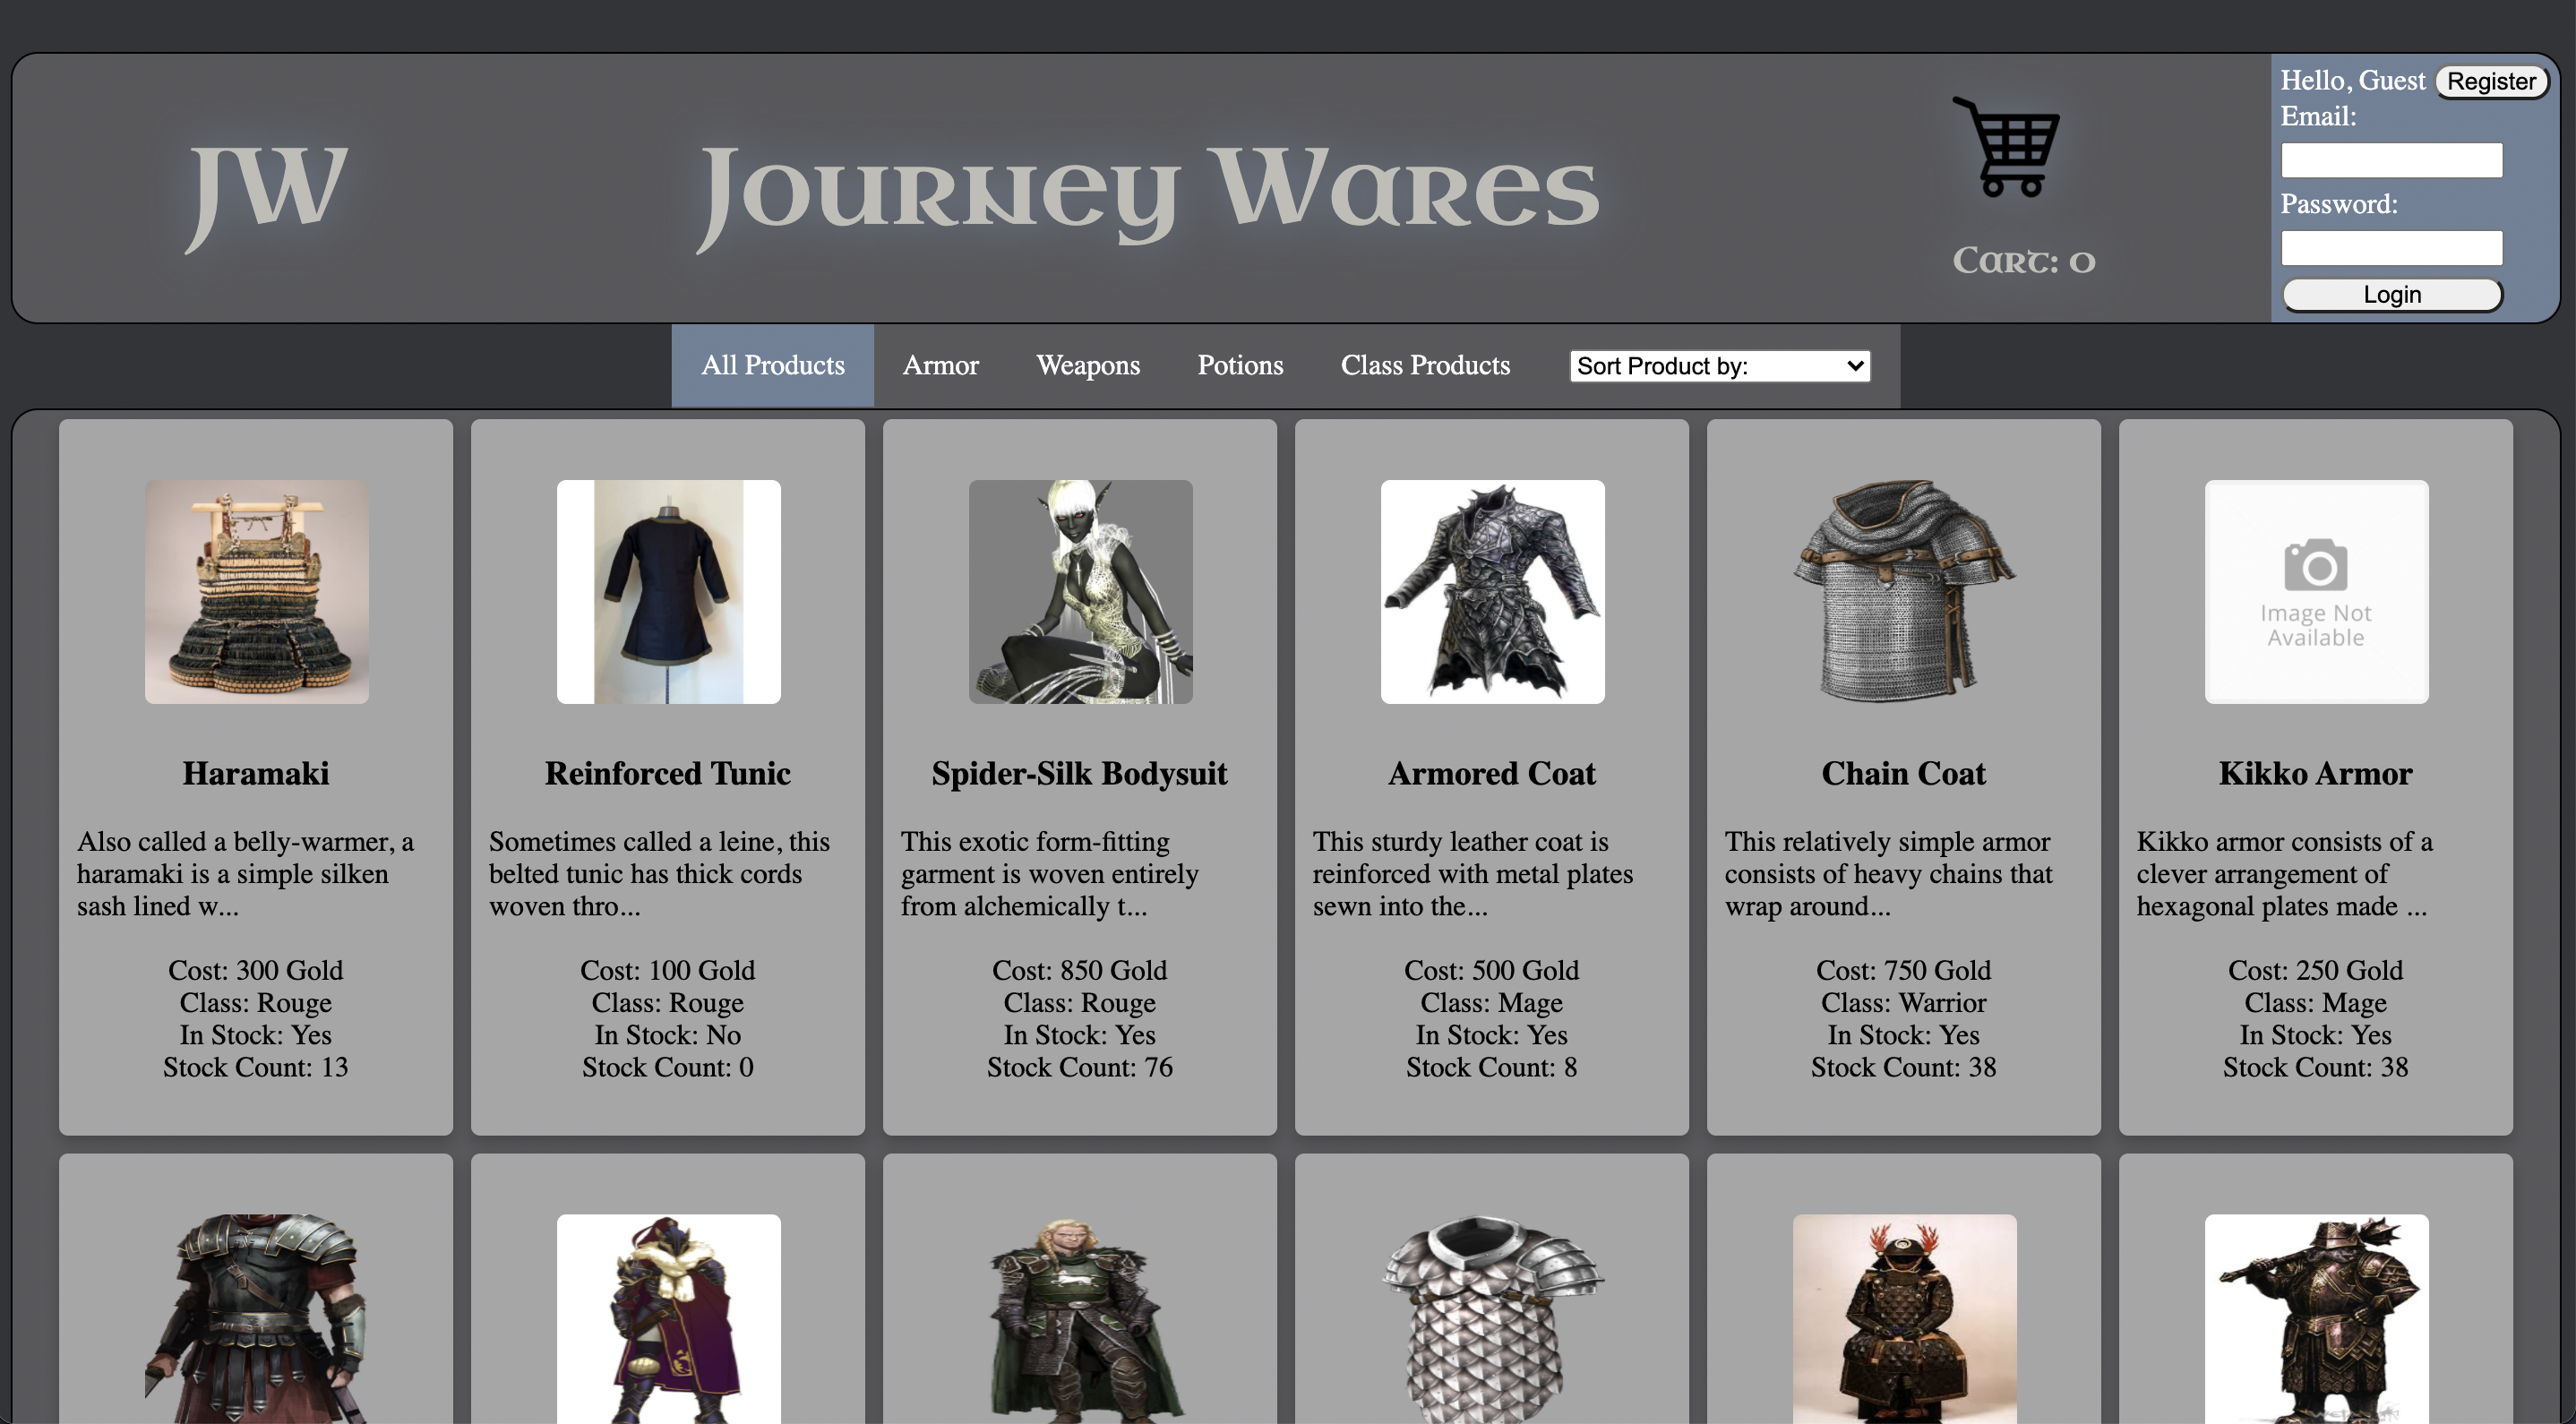 JW
Journey Wares
Cart: 0
Hello, Guest Register
Email:
Password:
Login
All Products Armor Weapons Potions Class Products Sort Product by:
Image Not
Available
Haramaki
Also called a belly-warmer, a
haramaki is a simple silken
sash lined w...
Cost: 300 Gold
Class: Rouge
In Stock: Yes
Stock Count: 13
Reinforced Tunic
Sometimes called a leine, this
belted tunic has thick cords
woven thro...
Cost: 100 Gold
Class: Rouge
In Stock: No
Stock Count: 0
Spider-Silk Bodysuit
This exotic form-fitting
garment is woven entirely
from alchemically t...
Cost: 850 Gold
Class: Rouge
In Stock: Yes
Stock Count: 76
Armored Coat
This sturdy leather coat is
reinforced with metal plates
sewn into the...
Cost: 500 Gold
Class: Mage
In Stock: Yes
Stock Count: 8
Chain Coat
This relatively simple armor
consists of heavy chains that
wrap around...
Cost: 750 Gold
Class: Warrior
In Stock: Yes
Stock Count: 38
Kikko Armor
Kikko armor consists of a
clever arrangement of
hexagonal plates made ...
Cost: 250 Gold
Class: Mage
In Stock: Yes
Stock Count: 38